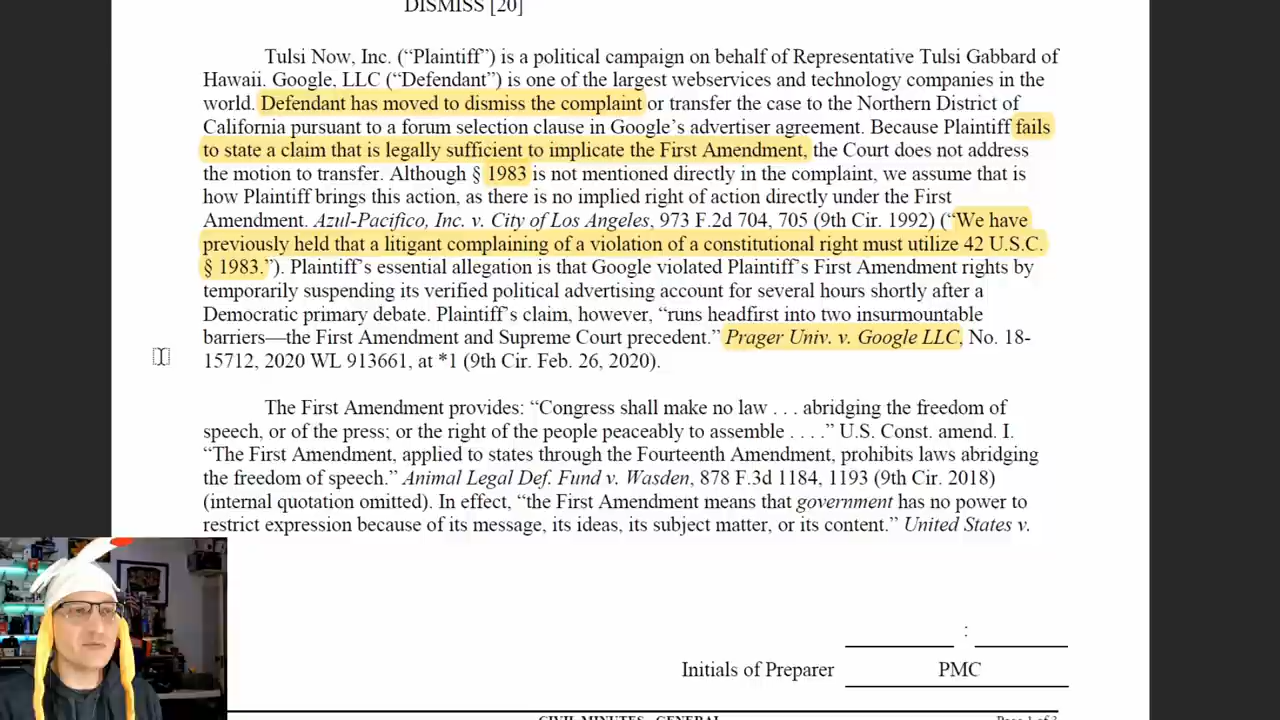 DISMISS [20]
Tulsi Now, Inc. (“Plaintiff”) is a political campaign on behalf of Representative Tulsi Gabbard of
Hawaii. Google, LLC (“Defendant”) is one of the largest webservices and technology companies in the
world. Defendant has moved to dismiss the complaint or transfer the case to the Northern District of
California pursuant to a forum selection clause in Google’s advertiser agreement. Because Plaintiff fails
to state a claim that is legally sufficient to implicate the First Amendment, the Court does not address
the motion to transfer. Although § 1983 is not mentioned directly in the complaint, we assume that is
how Plaintiff brings this action, as there is no implied right of action directly under the First
Amendment. Azul-Pacifico, Inc. v. City of Los Angeles, 973 F.2d 704, 705 (9th Cir. 1992) (“We have
previously held that a litigant complaining of a violation of a constitutional right must utilize 42 U.S.C.
§ 1983.”). Plaintiff’s essential allegation is that Google violated Plaintiff’s First Amendment rights by
temporarily suspending its verified political advertising account for several hours shortly after a
Democratic primary debate. Plaintiff’s claim, however, “runs headfirst into two insurmountable
barriers—the First Amendment and Supreme Court precedent.” Prager Univ. v. Google LLC, No. 18-
15712, 2020 WL 913661, at *1 (9th Cir. Feb. 26, 2020).
The First Amendment provides: “Congress shall make no law . . . abridging the freedom of
speech, or of the press; or the right of the people peaceably to assemble . . . .” U.S. Const. amend. I.
“The First Amendment, applied to states through the Fourteenth Amendment, prohibits laws abridging
the freedom of speech.” Animal Legal Def. Fund v. Wasden, 878 F.3d 1184, 1193 (9th Cir. 2018)
(internal quotation omitted). In effect, “the First Amendment means that government has no power to
restrict expression because of its message, its ideas, its subject matter, or its content.” United States v.
:
Initials of Preparer PMC
CIVIL MINUTES - GENERAL Page 1 of 3